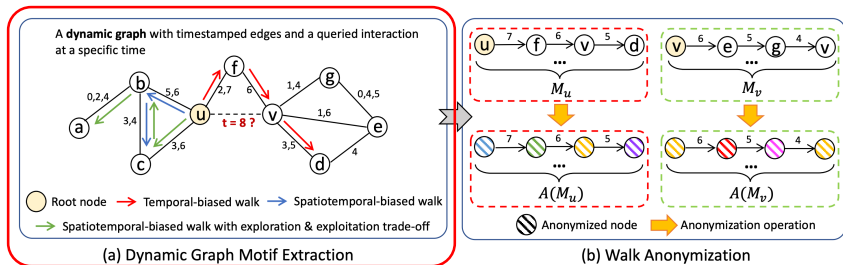 A dynamic graph with timestamped edges and a queried interaction
at a specific time
f
g
b
u
v
a
c
d
e
0,2,4
5,6
3,4
3,6
2,7
6
1,4
0,4,5
1,6
3,5
4
t = 8 ?
Root node
Temporal-biased walk
Spatiotemporal-biased walk
Spatiotemporal-biased walk with exploration & exploitation trade-off
(a) Dynamic Graph Motif Extraction
u 7 f 6 v 5 d
...
M_u
v 6 e 5 g 4 v
...
M_v
7 6 5
...
A(M_u)
6 5 4
...
A(M_v)
Anonymized node
Anonymization operation
(b) Walk Anonymization